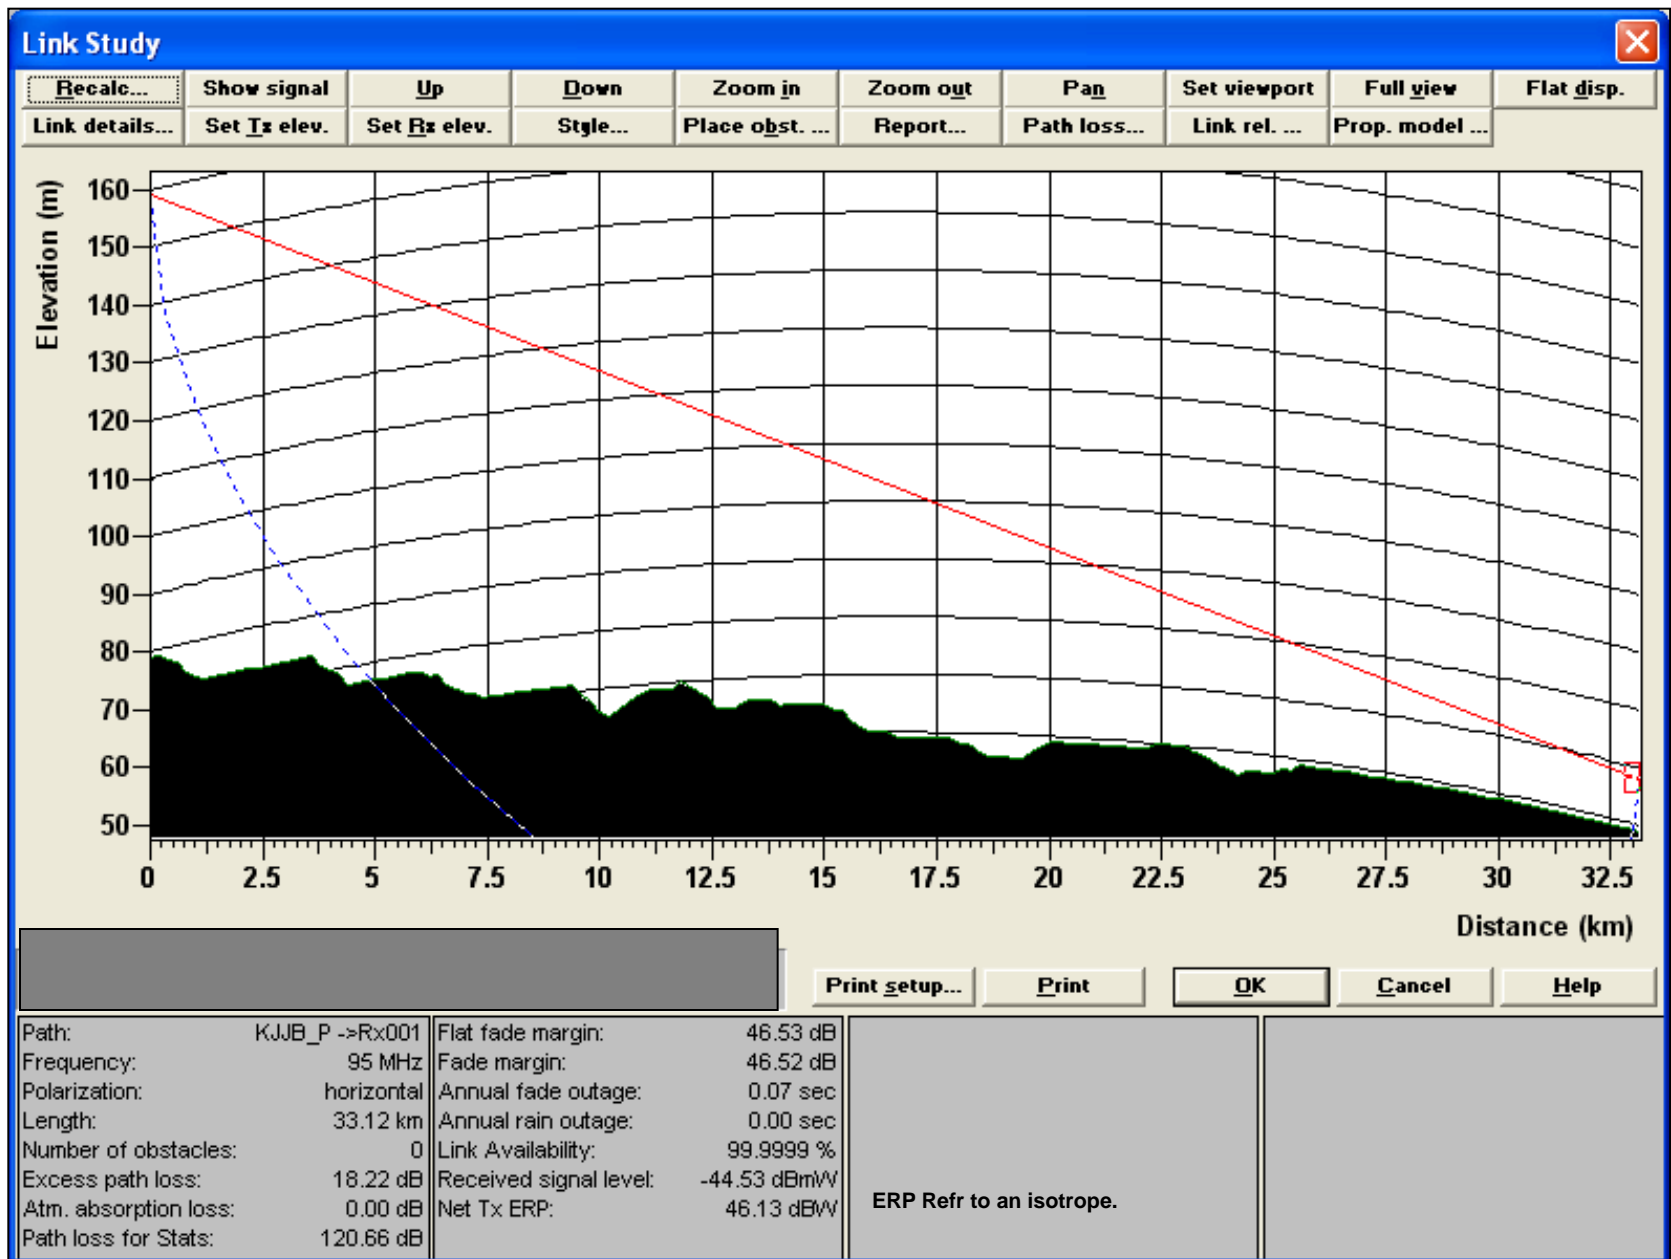 Link Study
Recalc... Show signal Up Down Zoom in Zoom out Pan Set viewport Full view Flat disp.
Link details... Set Tx elev. Set Rx elev. Style... Place obst. ... Report... Path loss... Link rel. ... Prop. model ...
Elevation (m)
160
150
140
130
120
110
100
90
80
70
60
50
0 2.5 5 7.5 10 12.5 15 17.5 20 22.5 25 27.5 30 32.5
Distance (km)
Print setup... Print OK Cancel Help
Path: KJJB_P ->Rx001
Frequency: 95 MHz
Polarization: horizontal
Length: 33.12 km
Number of obstacles: 0
Excess path loss: 18.22 dB
Atm. absorption loss: 0.00 dB
Path loss for Stats: 120.66 dB
Flat fade margin: 46.53 dB
Fade margin: 46.52 dB
Annual fade outage: 0.07 sec
Annual rain outage: 0.00 sec
Link Availability: 99.9999 %
Received signal level: -44.53 dBmW
Net Tx ERP: 46.13 dBW
ERP Refr to an isotrope.